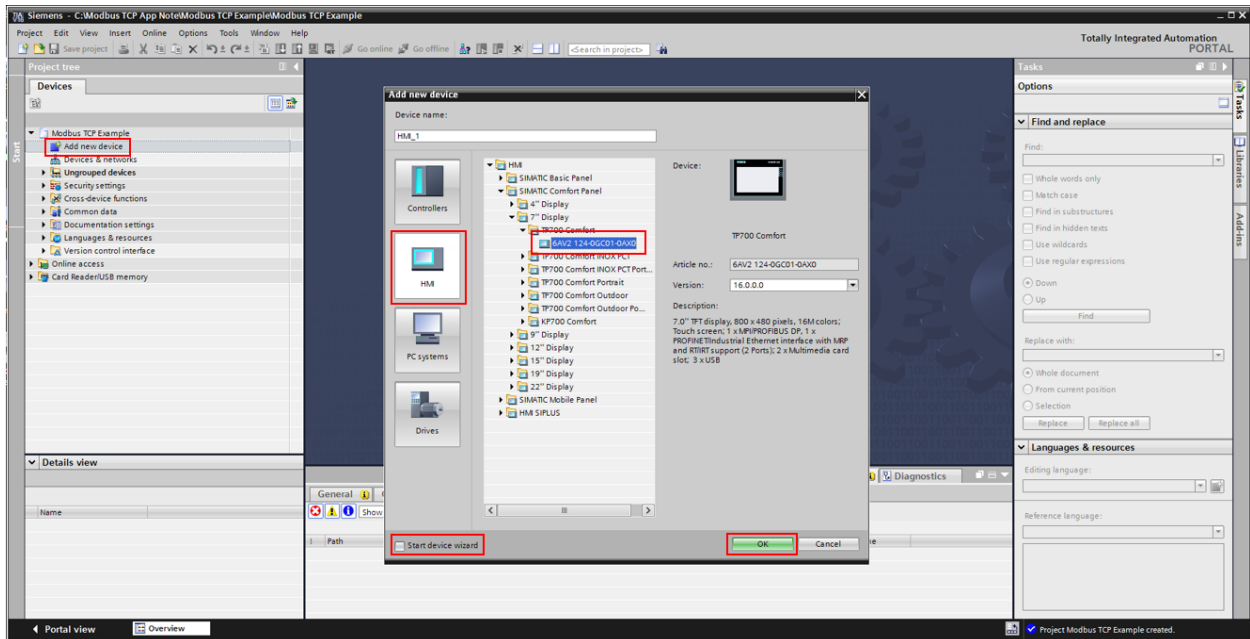 Siemens - C:\Modbus TCP App Note\Modbus TCP Example\Modbus TCP Example
Project Edit View Insert Online Options Tools Window Help
Totally Integrated Automation
PORTAL
Save project
Go online
Go offline
<Search in project>
Project tree
Devices
Start
Modbus TCP Example
Add new device
Devices & networks
Ungrouped devices
Security settings
Cross-device functions
Common data
Documentation settings
Languages & resources
Version control interface
Online access
Card Reader/USB memory
Details view
Name
Add new device
Device name:
HMI_1
Controllers
HMI
PC systems
Drives
HMI
SIMATIC Basic Panel
SIMATIC Comfort Panel
4" Display
7" Display
TP700 Comfort
6AV2 124-0GC01-0AX0
TP700 Comfort INOX PCT
TP700 Comfort INOX PCT Port...
TP700 Comfort Portrait
TP700 Comfort Outdoor
TP700 Comfort Outdoor Po...
KP700 Comfort
9" Display
12" Display
15" Display
19" Display
22" Display
SIMATIC Mobile Panel
HMI SIPLUS
Device:
TP700 Comfort
Article no.: 6AV2 124-0GC01-0AX0
Version: 16.0.0.0
Description:
7.0" TFT display, 800 x 480 pixels, 16M colors;
Touch screen; 1 x MPI/PROFIBUS DP, 1 x
PROFINET/Industrial Ethernet interface with MRP
and RT/IRT support (2 Ports); 2 x Multimedia card
slot; 3 x USB
Start device wizard
OK
Cancel
General
Show
! Path
Diagnostics
Tasks
Options
Find and replace
Find:
Whole words only
Match case
Find in substructures
Find in hidden texts
Use wildcards
Use regular expressions
Down
Up
Find
Replace with:
Whole document
From current position
Selection
Replace
Replace all
Languages & resources
Editing language:
Reference language:
Tasks
Libraries
Add-ins
Portal view
Overview
Project Modbus TCP Example created.